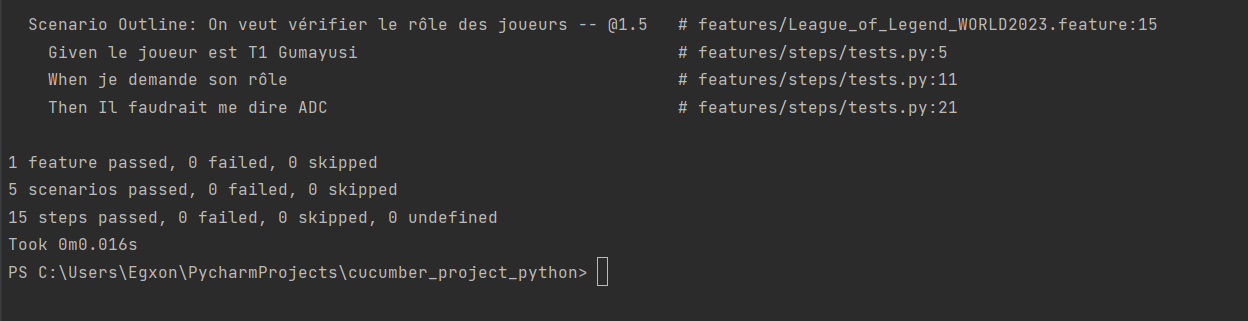 Scenario Outline: On veut vérifier le rôle des joueurs -- @1.5   # features/League_of_Legend_WORLD2023.feature:15
Given le joueur est T1 Gumayusi                                # features/steps/tests.py:5
When je demande son rôle                                       # features/steps/tests.py:11
Then Il faudrait me dire ADC                                   # features/steps/tests.py:21
1 feature passed, 0 failed, 0 skipped
5 scenarios passed, 0 failed, 0 skipped
15 steps passed, 0 failed, 0 skipped, 0 undefined
Took 0m0.016s
PS C:\Users\Egxon\PycharmProjects\cucumber_project_python>